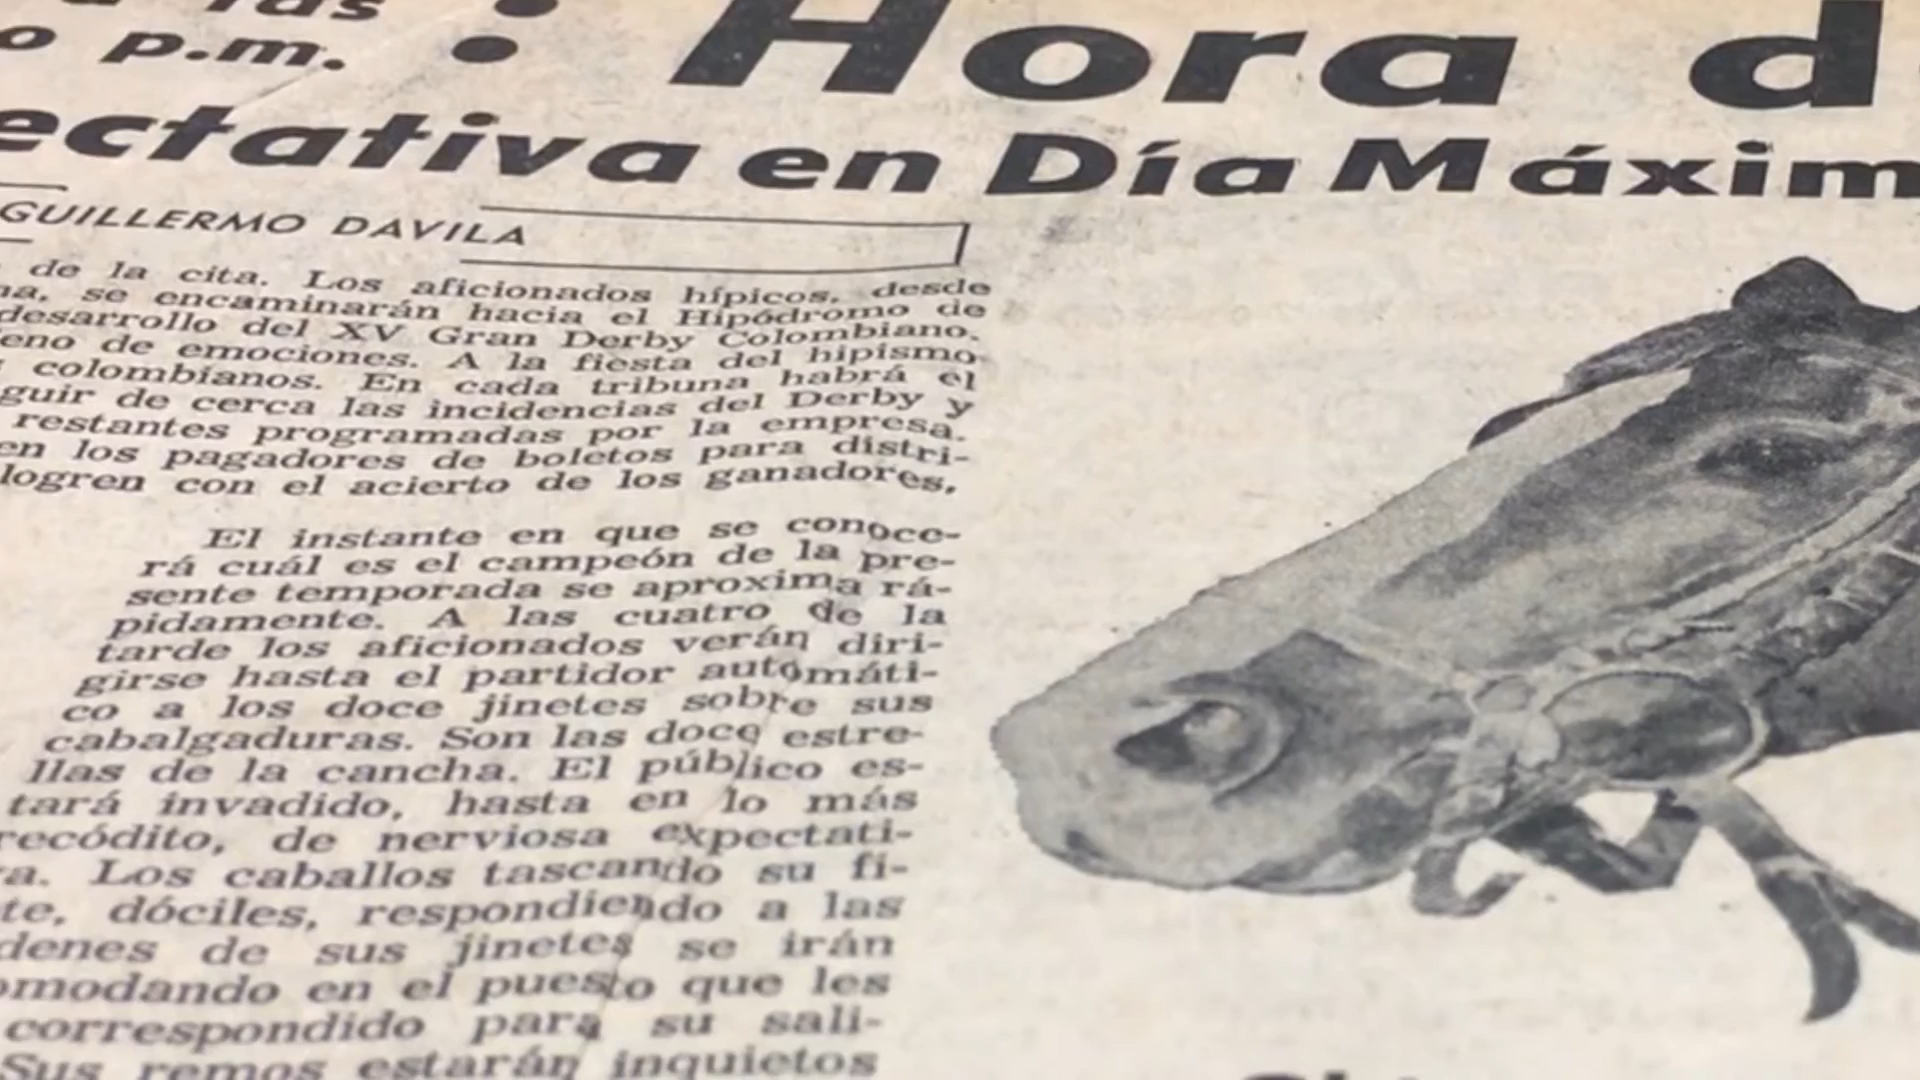 a las
o p.m. : Hora d
ectativa en Día Máxim
GUILLERMO DAVILA
de la cita. Los aficionados hípicos, desde
na, se encaminarán hacia el Hipódromo de
desarrollo del XV Gran Derby Colombiano.
eno de emociones. A la fiesta del hipismo
colombianos. En cada tribuna habrá el
guir de cerca las incidencias del Derby y
restantes programadas por la empresa.
en los pagadores de boletos para distri-
logren con el acierto de los ganadores,
El instante en que se conoce-
rá cuál es el campeón de la pre-
sente temporada se aproxima rá-
pidamente. A las cuatro de la
tarde los aficionados verán diri-
girse hasta el partidor automáti-
co a los doce jinetes sobre sus
cabalgaduras. Son las doce estre-
llas de la cancha. El público es-
tará invadido, hasta en lo más
recódito, de nerviosa expectati-
va. Los caballos tascando su fi-
te, dóciles, respondiendo a las
denes de sus jinetes se irán
omodando en el puesto que les
correspondido para su sali-
Sus remos estarán inquietos